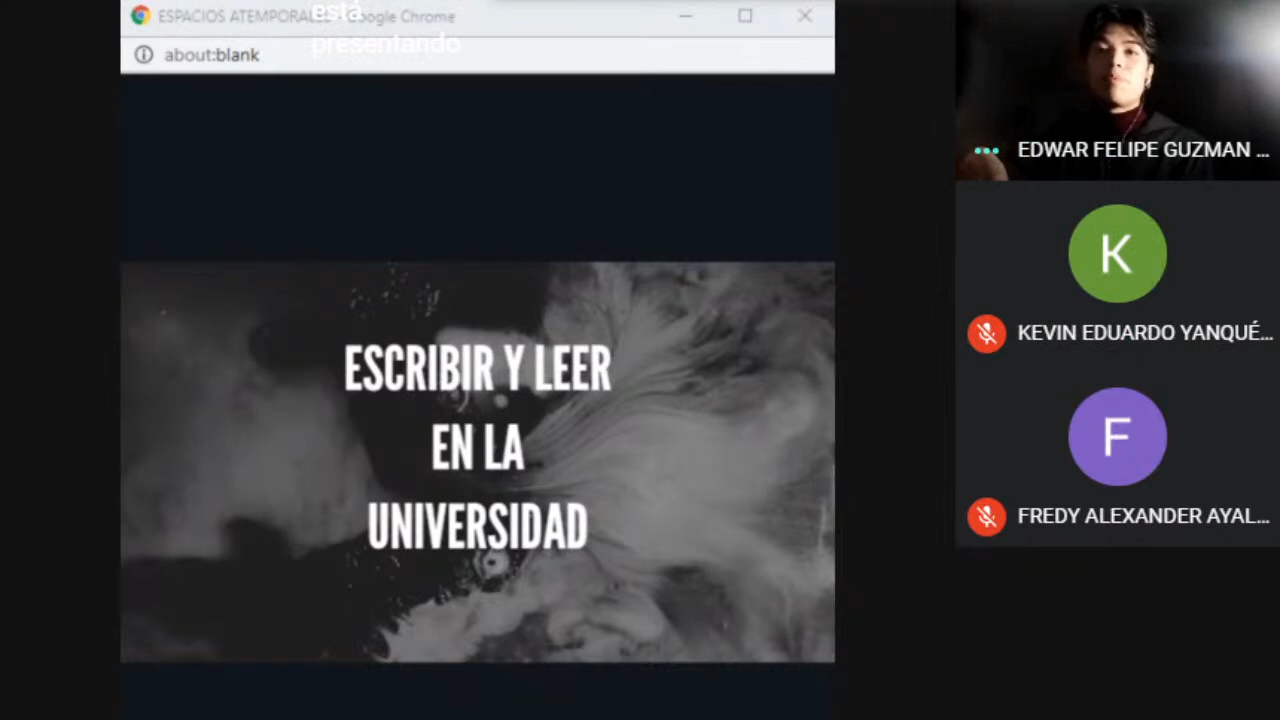 ESPACIOS ATEMPORALES - Google Chrome
está
presentando
about:blank
ESCRIBIR Y LEER
EN LA
UNIVERSIDAD
EDWAR FELIPE GUZMAN ...
K
KEVIN EDUARDO YANQUÉ...
F
FREDY ALEXANDER AYAL...